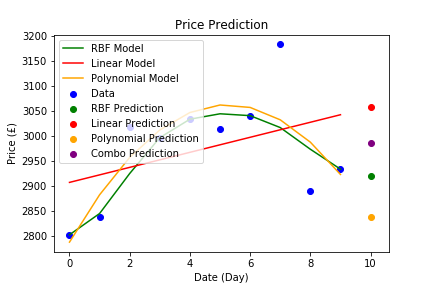 Price Prediction
3200
3150
3100
3050
3000
2950
2900
2850
2800
Price (£)
RBF Model
Linear Model
Polynomial Model
Data
RBF Prediction
Linear Prediction
Polynomial Prediction
Combo Prediction
0 2 4 6 8 10
Date (Day)